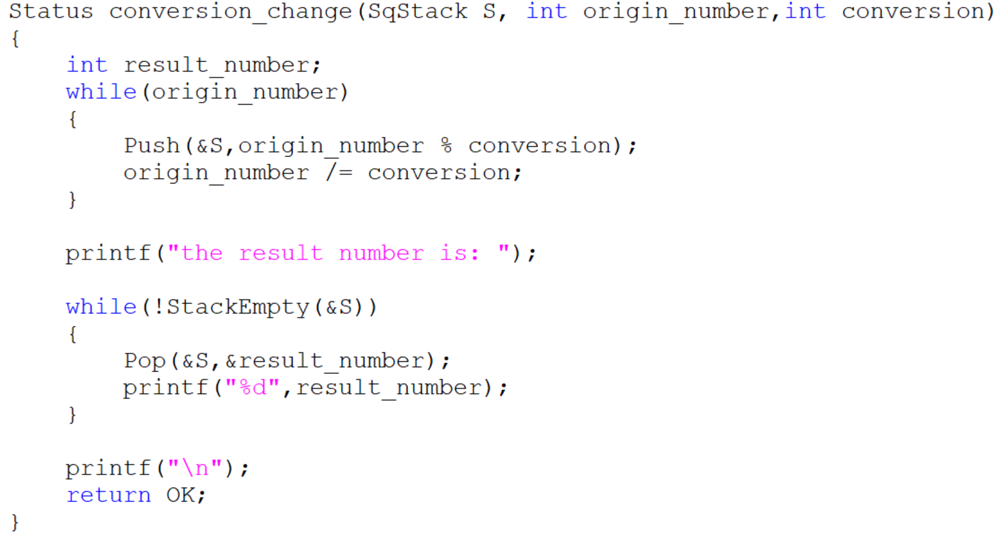 Status conversion_change(SqStack S, int origin_number,int conversion)
{
    int result_number;
    while(origin_number)
    {
        Push(&S,origin_number % conversion);
        origin_number /= conversion;
    }

    printf("the result number is: ");

    while(!StackEmpty(&S))
    {
        Pop(&S,&result_number);
        printf("%d",result_number);
    }

    printf("\n");
    return OK;
}